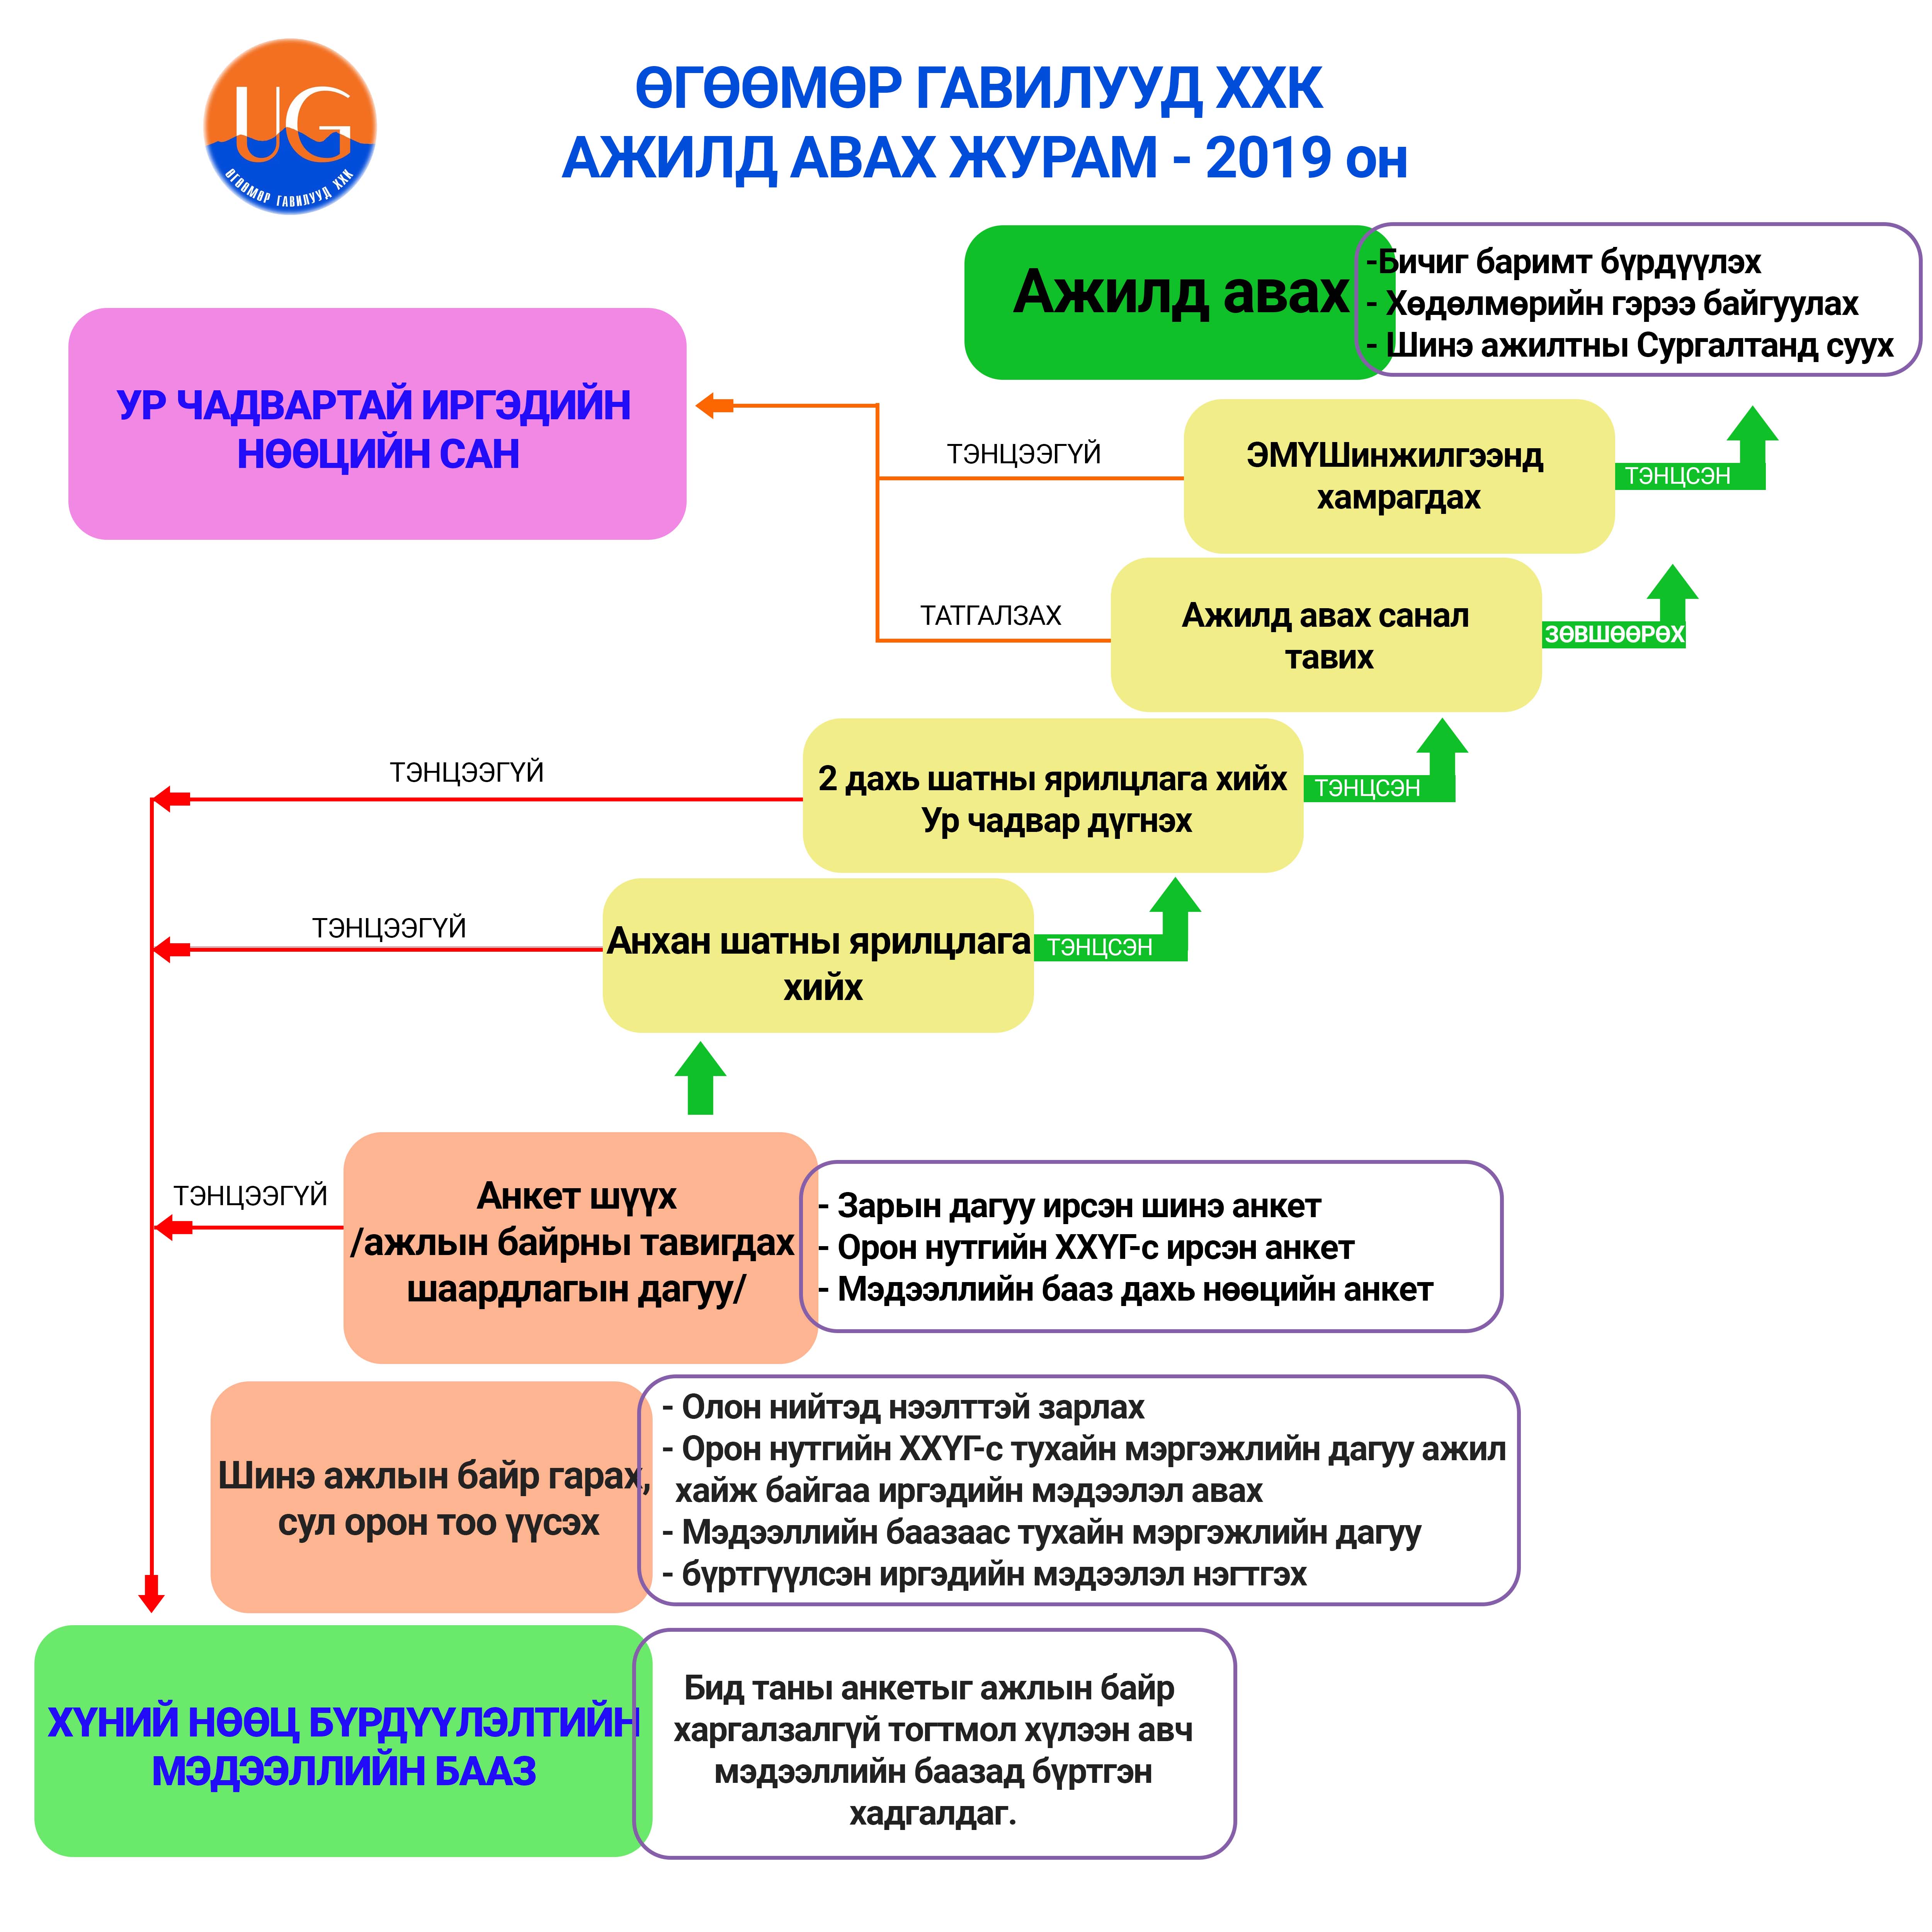 UG
ӨГӨӨМӨР ГАВИЛУУД ХХК
ӨГӨӨМӨР ГАВИЛУУД ХХК
АЖИЛД АВАХ ЖУРАМ - 2019 он
Ажилд авах
-Бичиг баримт бүрдүүлэх
- Хөдөлмөрийн гэрээ байгуулах
- Шинэ ажилтны Сургалтанд суух
УР ЧАДВАРТАЙ ИРГЭДИЙН
НӨӨЦИЙН САН
ТЭНЦЭЭГҮЙ
ЭМҮШинжилгээнд
хамрагдах
ТЭНЦСЭН
ТАТГАЛЗАХ
Ажилд авах санал
тавих
ЗӨВШӨӨРӨХ
ТЭНЦЭЭГҮЙ
2 дахь шатны ярилцлага хийх
Ур чадвар дүгнэх
ТЭНЦСЭН
ТЭНЦЭЭГҮЙ
Анхан шатны ярилцлага
хийх
ТЭНЦСЭН
ТЭНЦЭЭГҮЙ
Анкет шүүх
/ажлын байрны тавигдах
шаардлагын дагуу/
- Зарын дагуу ирсэн шинэ анкет
- Орон нутгийн ХХҮГ-с ирсэн анкет
- Мэдээллийн бааз дахь нөөцийн анкет
Шинэ ажлын байр гарах,
сул орон тоо үүсэх
- Олон нийтэд нээлттэй зарлах
- Орон нутгийн ХХҮГ-с тухайн мэргэжлийн дагуу ажил
хайж байгаа иргэдийн мэдээлэл авах
- Мэдээллийн баазаас тухайн мэргэжлийн дагуу
- бүртгүүлсэн иргэдийн мэдээлэл нэгтгэх
ХҮНИЙ НӨӨЦ БҮРДҮҮЛЭЛТИЙН
МЭДЭЭЛЛИЙН БААЗ
Бид таны анкетыг ажлын байр
харгалзалгүй тогтмол хүлээн авч
мэдээллийн баазад бүртгэн
хадгалдаг.